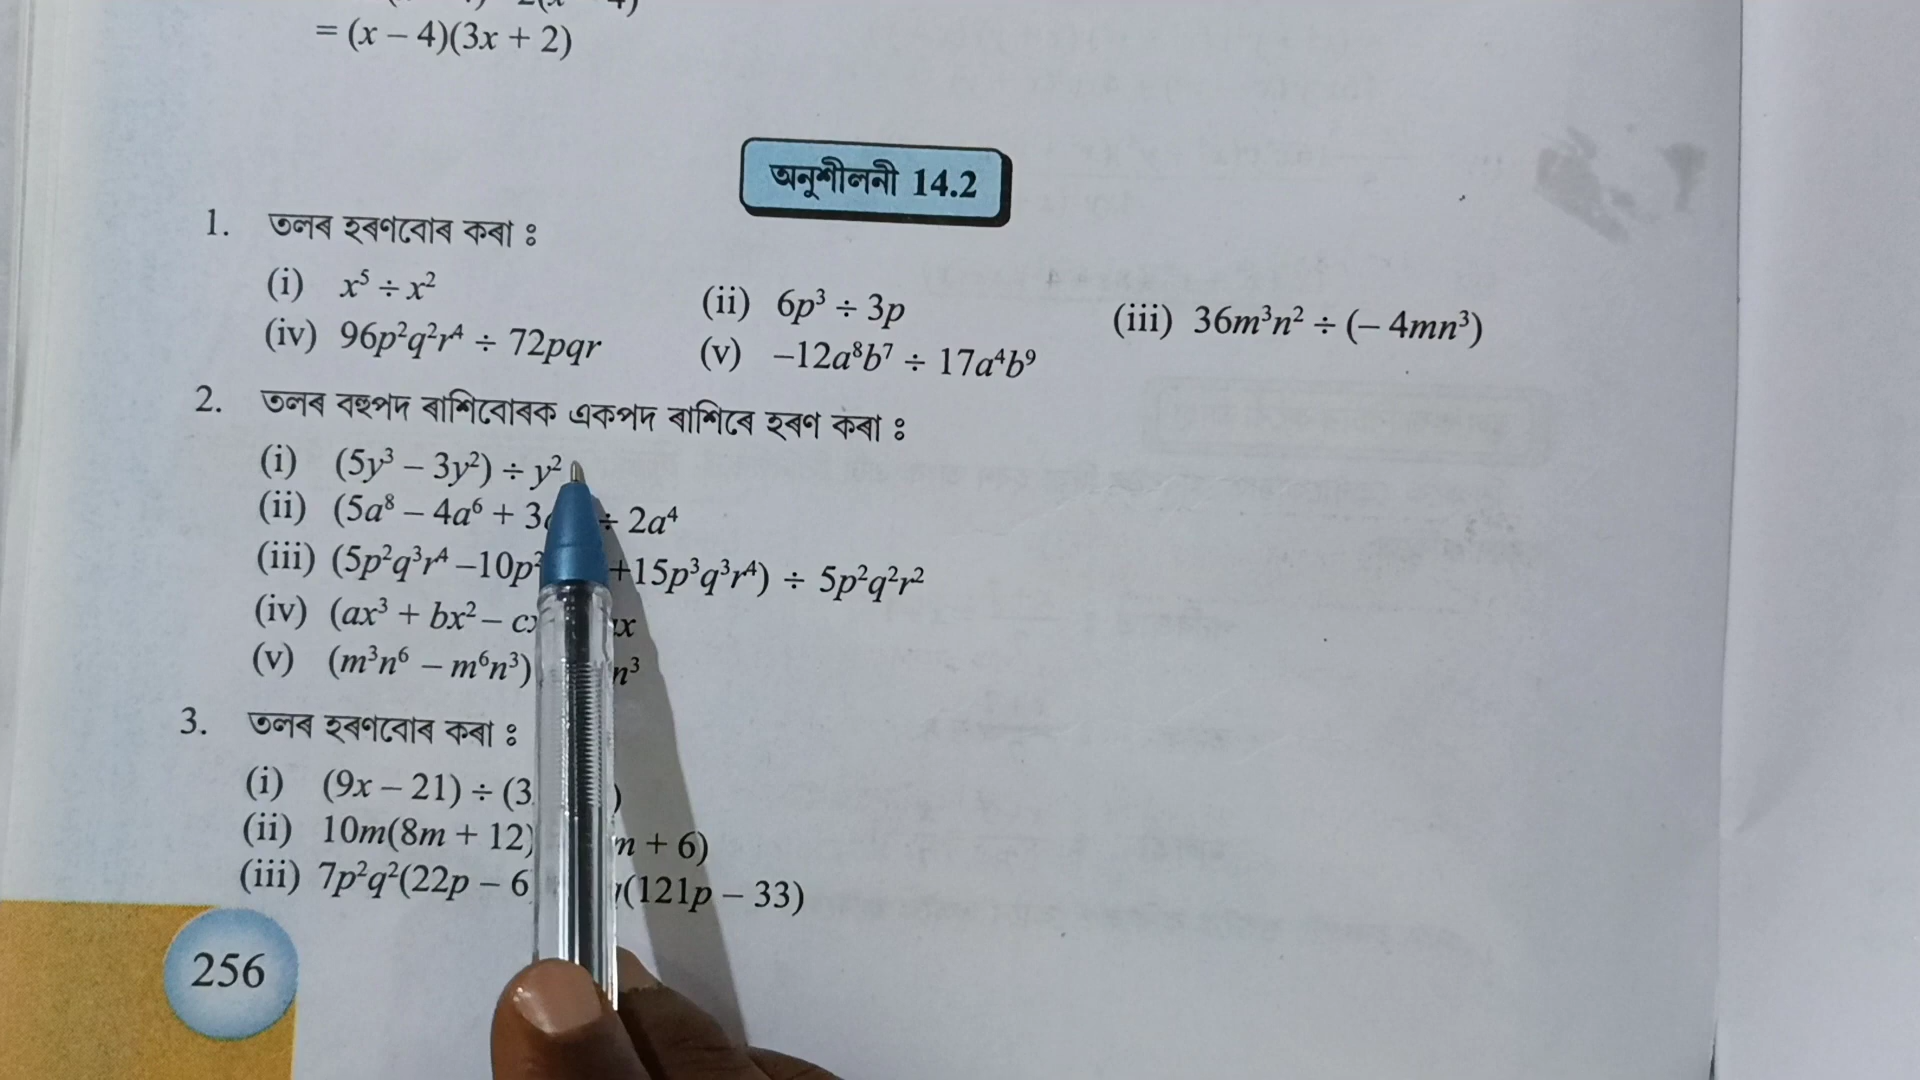 = (x – 4)(3x + 2)
অনুশীলনী 14.2
1. তলৰ হৰণবোৰ কৰা ঃ
(i) x⁵ ÷ x² (ii) 6p³ ÷ 3p (iii) 36m³n² ÷ (– 4mn³)
(iv) 96p²q²r⁴ ÷ 72pqr (v) –12a⁸b⁷ ÷ 17a⁴b⁹
2. তলৰ বহুপদ ৰাশিবোৰক একপদ ৰাশিৰে হৰণ কৰা ঃ
(i) (5y³ – 3y²) ÷ y²
(ii) (5a⁸ – 4a⁶ + 3 ÷ 2a⁴
(iii) (5p²q³r⁴ –10p² +15p³q³r⁴) ÷ 5p²q²r²
(iv) (ax³ + bx² – c x
(v) (m³n⁶ – m⁶n³) n³
3. তলৰ হৰণবোৰ কৰা ঃ
(i) (9x – 21) ÷ (3 )
(ii) 10m(8m + 12) m + 6)
(iii) 7p²q²(22p – 6 (121p – 33)
256